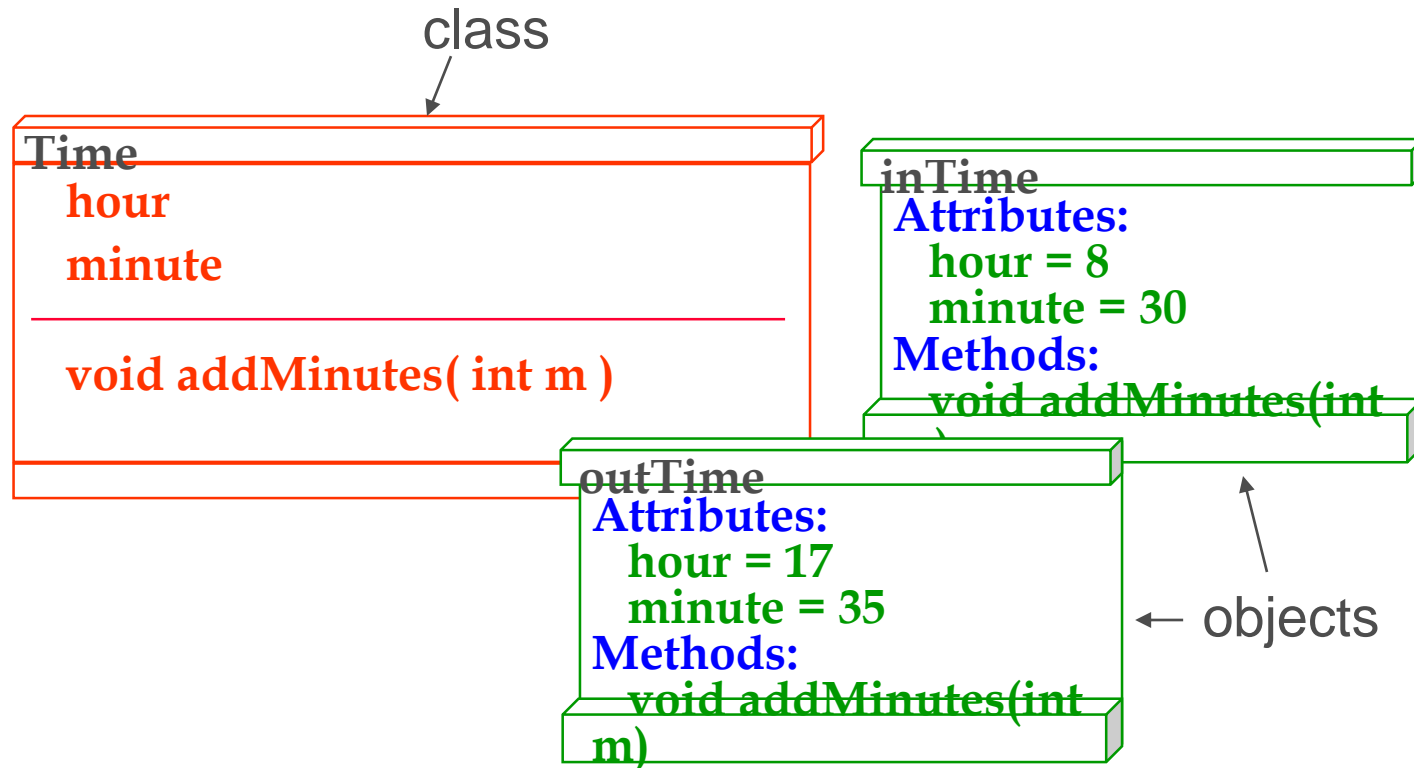 class
Time
hour
minute
void addMinutes( int m )
inTime
Attributes:
hour = 8
minute = 30
Methods:
void addMinutes(int
)
outTime
Attributes:
hour = 17
minute = 35
Methods:
void addMinutes(int
m)
objects